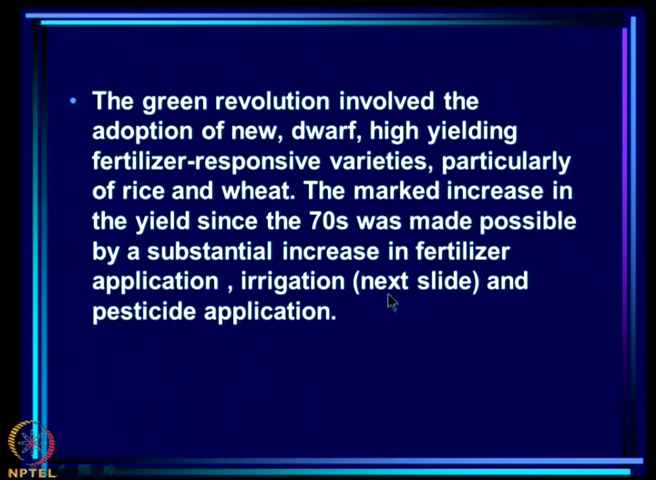 • The green revolution involved the
adoption of new, dwarf, high yielding
fertilizer-responsive varieties, particularly
of rice and wheat. The marked increase in
the yield since the 70s was made possible
by a substantial increase in fertilizer
application , irrigation (next slide) and
pesticide application.
NPTEL